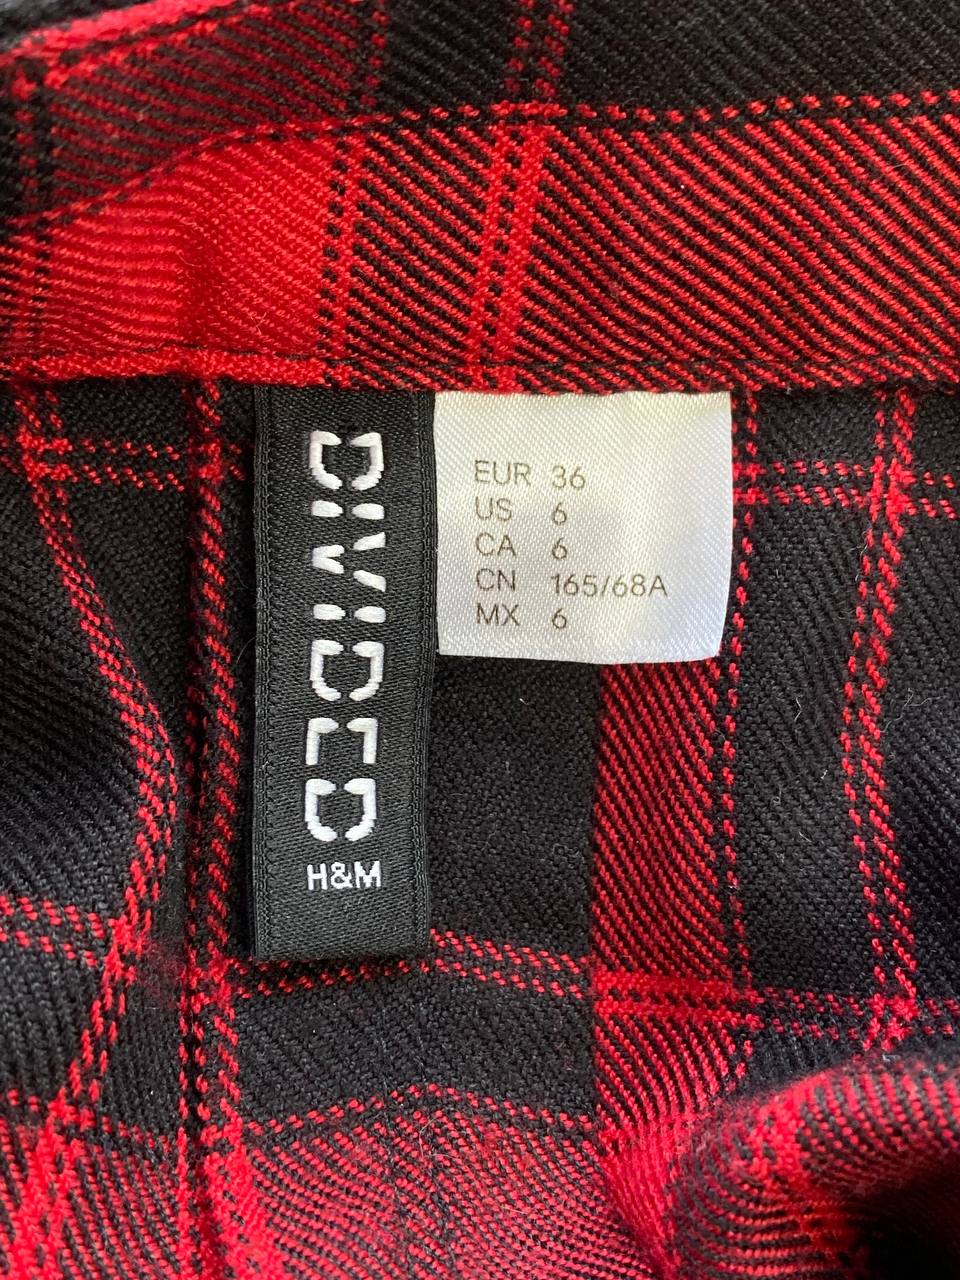 DIVIDED
H&M
EUR 36
US 6
CA 6
CN 165/68A
MX 6